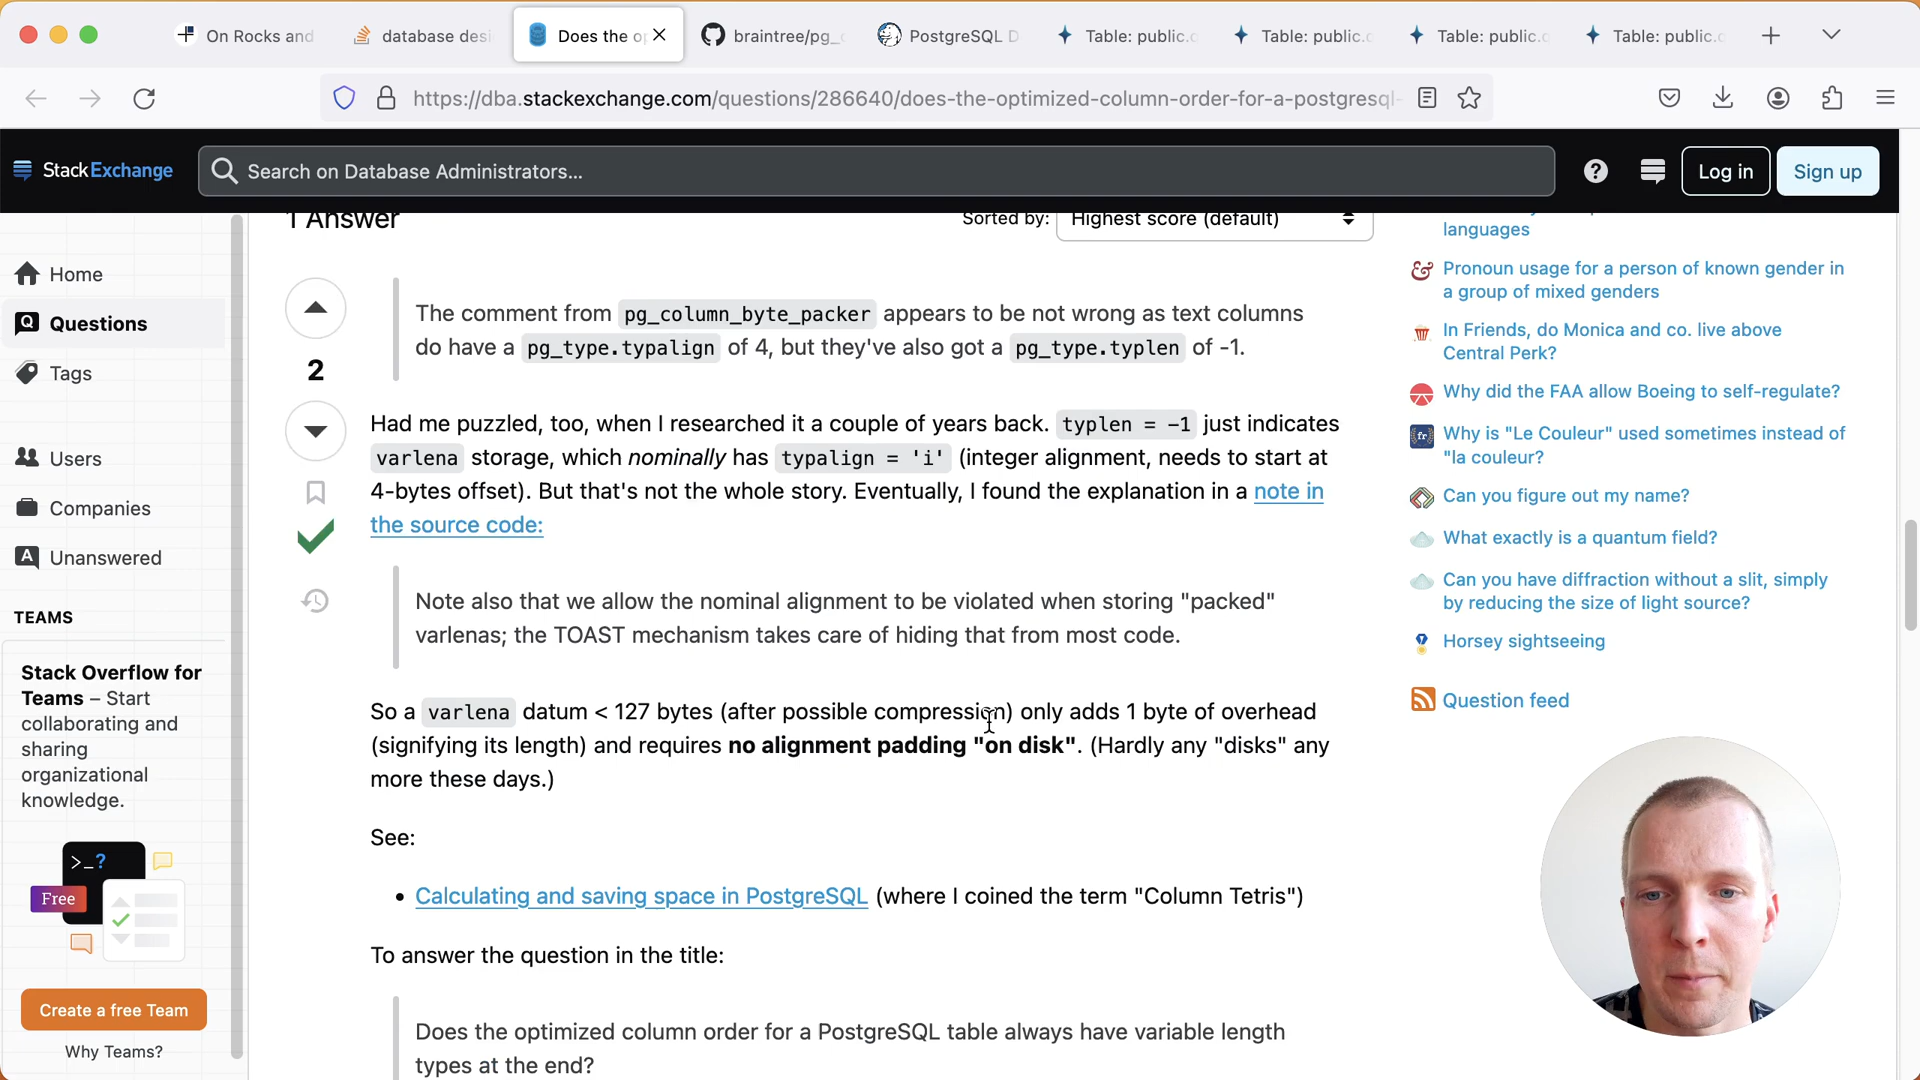 On Rocks and
database desi
Does the o
braintree/pg_
PostgreSQL D
Table: public.
Table: public.
Table: public.
Table: public.
https://dba.stackexchange.com/questions/286640/does-the-optimized-column-order-for-a-postgresql-
StackExchange
Search on Database Administrators...
Log in
Sign up
Home
Questions
Tags
Users
Companies
Unanswered
TEAMS
Stack Overflow for
Teams – Start
collaborating and
sharing
organizational
knowledge.
>_?
Free
Create a free Team
Why Teams?
1 Answer
Sorted by:
Highest score (default)
2
The comment from pg_column_byte_packer appears to be not wrong as text columns
do have a pg_type.typalign of 4, but they've also got a pg_type.typlen of -1.
Had me puzzled, too, when I researched it a couple of years back. typlen = -1 just indicates
varlena storage, which nominally has typalign = 'i' (integer alignment, needs to start at
4-bytes offset). But that's not the whole story. Eventually, I found the explanation in a note in
the source code:
Note also that we allow the nominal alignment to be violated when storing "packed"
varlenas; the TOAST mechanism takes care of hiding that from most code.
So a varlena datum < 127 bytes (after possible compression) only adds 1 byte of overhead
(signifying its length) and requires no alignment padding "on disk". (Hardly any "disks" any
more these days.)
See:
• Calculating and saving space in PostgreSQL (where I coined the term "Column Tetris")
To answer the question in the title:
Does the optimized column order for a PostgreSQL table always have variable length
types at the end?
languages
Pronoun usage for a person of known gender in
a group of mixed genders
In Friends, do Monica and co. live above
Central Perk?
Why did the FAA allow Boeing to self-regulate?
fr
Why is "Le Couleur" used sometimes instead of
"la couleur?
Can you figure out my name?
What exactly is a quantum field?
Can you have diffraction without a slit, simply
by reducing the size of light source?
Horsey sightseeing
Question feed